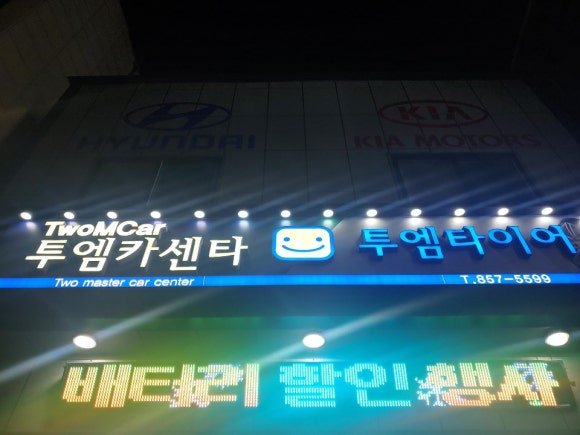 HYUNDAI
KIA
KIA MOTORS
TwoMCar
투엠카센타 투엠타이어
Two master car center T.857-5599
배터리 할인 행사